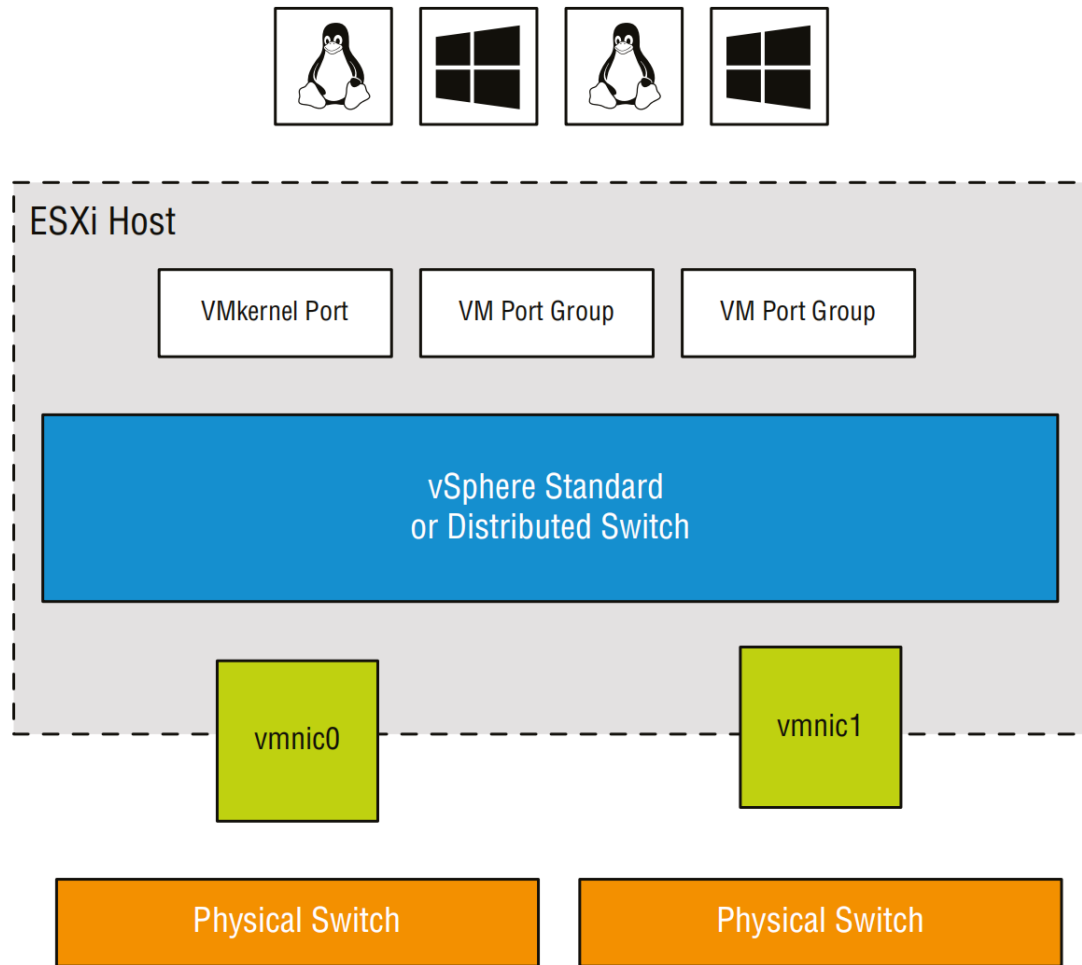 ESXi Host
VMkernel Port
VM Port Group
VM Port Group
vSphere Standard
or Distributed Switch
vmnic0
vmnic1
Physical Switch
Physical Switch